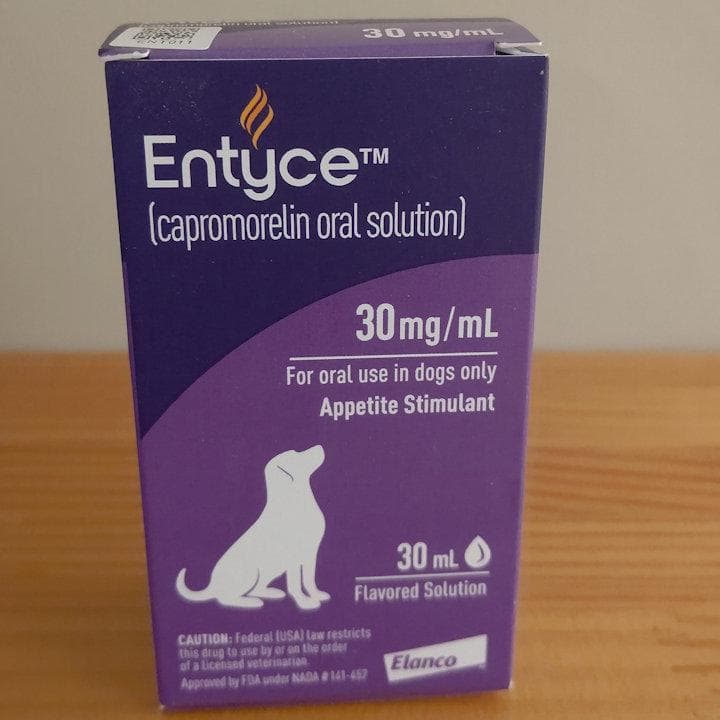 30 mg/mL
Entyce™
(capromorelin oral solution)
30 mg/mL
For oral use in dogs only
Appetite Stimulant
30 mL
Flavored Solution
CAUTION: Federal (USA) law restricts
this drug to use by or on the order
of a licensed veterinarian.
Approved by FDA under NADA # 141-457
Elanco